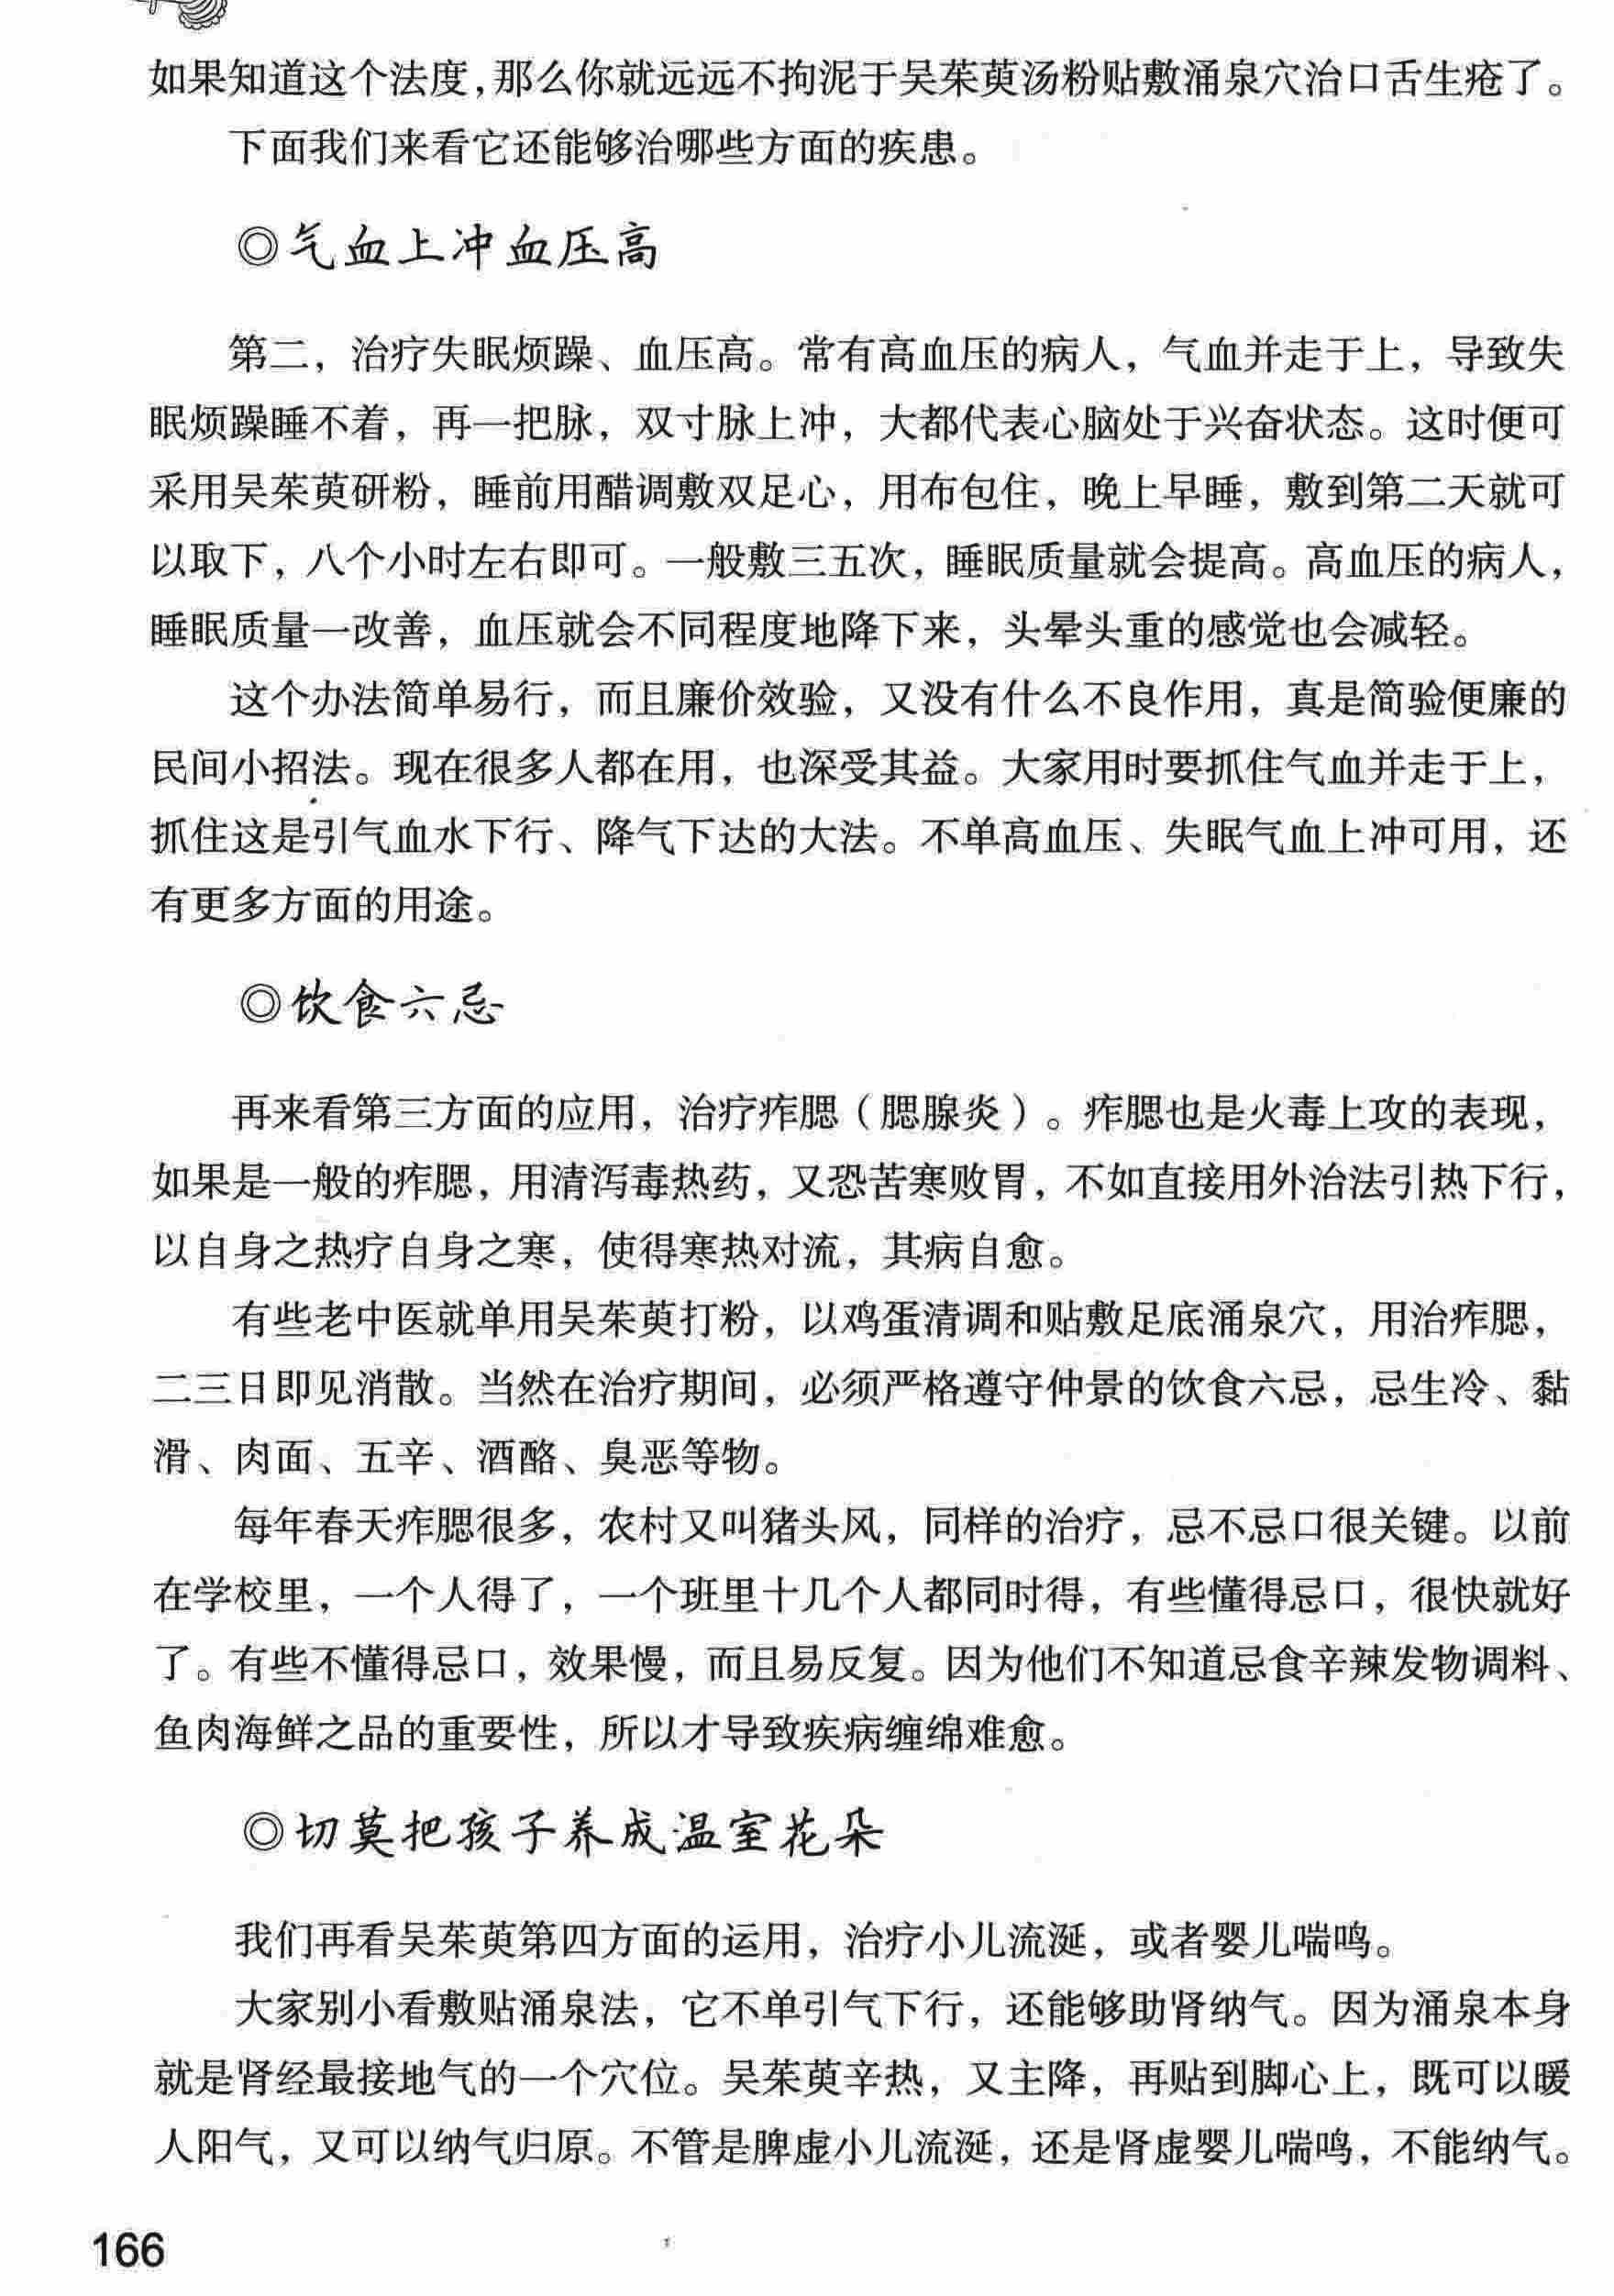 如果知道这个法度，那么你就远远不拘泥于吴茱萸汤粉贴敷涌泉穴治口舌生疮了。
下面我们来看它还能够治哪些方面的疾患。
◎气血上冲血压高
第二，治疗失眠烦躁、血压高。常有高血压的病人，气血并走于上，导致失
眠烦躁睡不着，再一把脉，双寸脉上冲，大都代表心脑处于兴奋状态。这时便可
采用吴茱萸研粉，睡前用醋调敷双足心，用布包住，晚上早睡，敷到第二天就可
以取下，八个小时左右即可。一般敷三五次，睡眠质量就会提高。高血压的病人，
睡眠质量一改善，血压就会不同程度地降下来，头晕头重的感觉也会减轻。
这个办法简单易行，而且廉价效验，又没有什么不良作用，真是简验便廉的
民间小招法。现在很多人都在用，也深受其益。大家用时要抓住气血并走于上，
抓住这是引气血水下行、降气下达的大法。不单高血压、失眠气血上冲可用，还
有更多方面的用途。
◎饮食六忌
再来看第三方面的应用，治疗痄腮（腮腺炎）。痄腮也是火毒上攻的表现，
如果是一般的痄腮，用清泻毒热药，又恐苦寒败胃，不如直接用外治法引热下行，
以自身之热疗自身之寒，使得寒热对流，其病自愈。
有些老中医就单用吴茱萸打粉，以鸡蛋清调和贴敷足底涌泉穴，用治痄腮，
二三日即见消散。当然在治疗期间，必须严格遵守仲景的饮食六忌，忌生冷、黏
滑、肉面、五辛、酒酪、臭恶等物。
每年春天痄腮很多，农村又叫猪头风，同样的治疗，忌不忌口很关键。以前
在学校里，一个人得了，一个班里十几个人都同时得，有些懂得忌口，很快就好
了。有些不懂得忌口，效果慢，而且易反复。因为他们不知道忌食辛辣发物调料、
鱼肉海鲜之品的重要性，所以才导致疾病缠绵难愈。
◎切莫把孩子养成温室花朵
我们再看吴茱萸第四方面的运用，治疗小儿流涎，或者婴儿喘鸣。
大家别小看敷贴涌泉法，它不单引气下行，还能够助肾纳气。因为涌泉本身
就是肾经最接地气的一个穴位。吴茱萸辛热，又主降，再贴到脚心上，既可以暖
人阳气，又可以纳气归原。不管是脾虚小儿流涎，还是肾虚婴儿喘鸣，不能纳气。
166